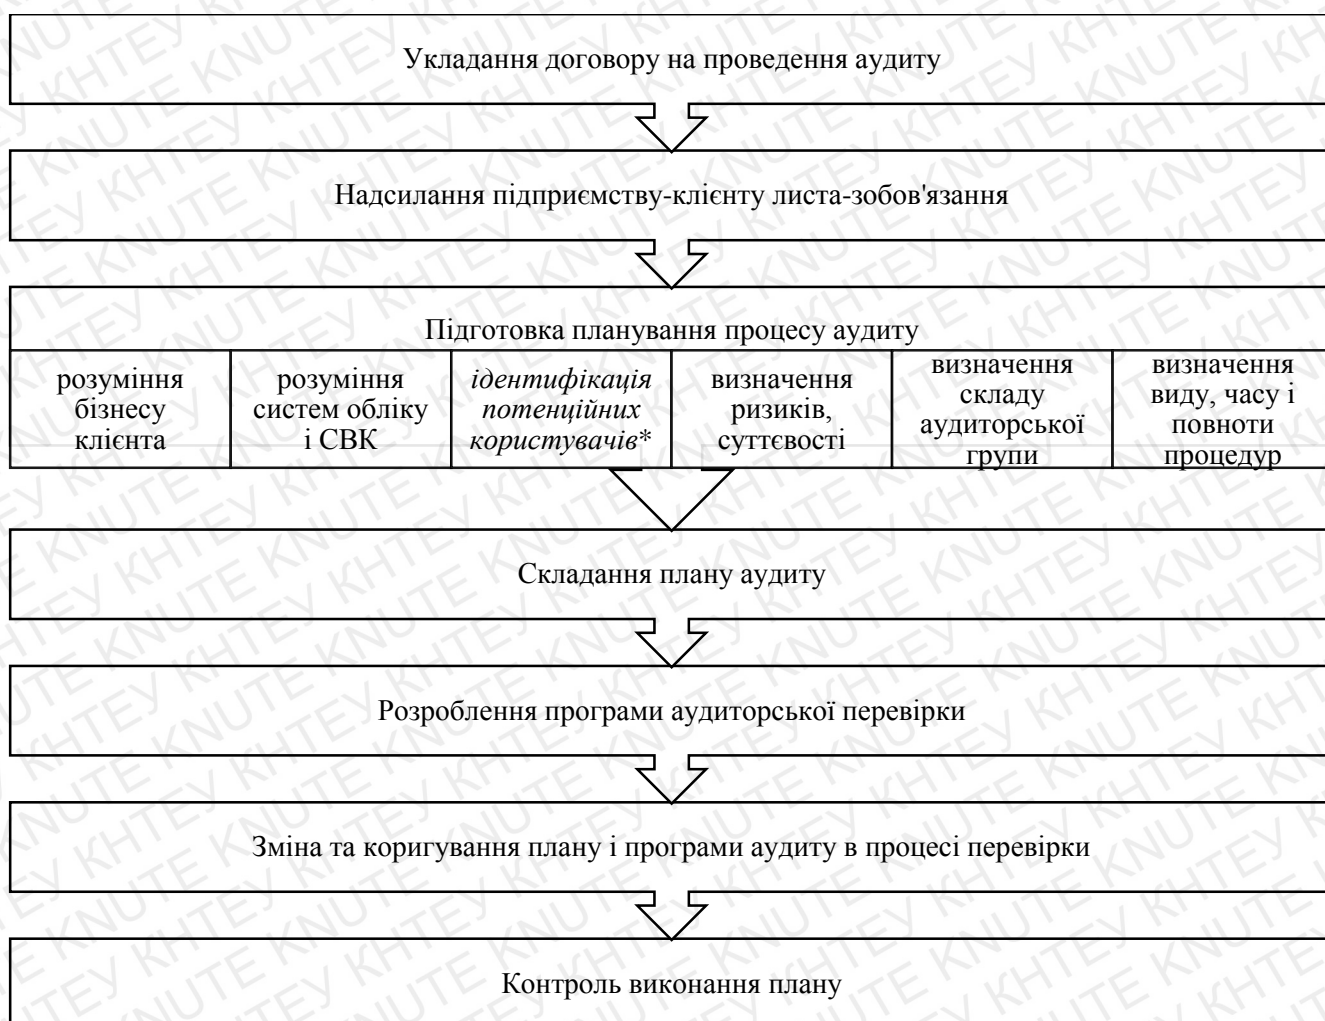 Укладання договору на проведення аудиту
Надсилання підприємству-клієнту листа-зобов'язання
Підготовка планування процесу аудиту
розуміння
бізнесу
клієнта
розуміння
систем обліку
і СВК
ідентифікація
потенційних
користувачів*
визначення
ризиків,
суттєвості
визначення
складу
аудиторської
групи
визначення
виду, часу і
повноти
процедур
Складання плану аудиту
Розроблення програми аудиторської перевірки
Зміна та коригування плану і програми аудиту в процесі перевірки
Контроль виконання плану